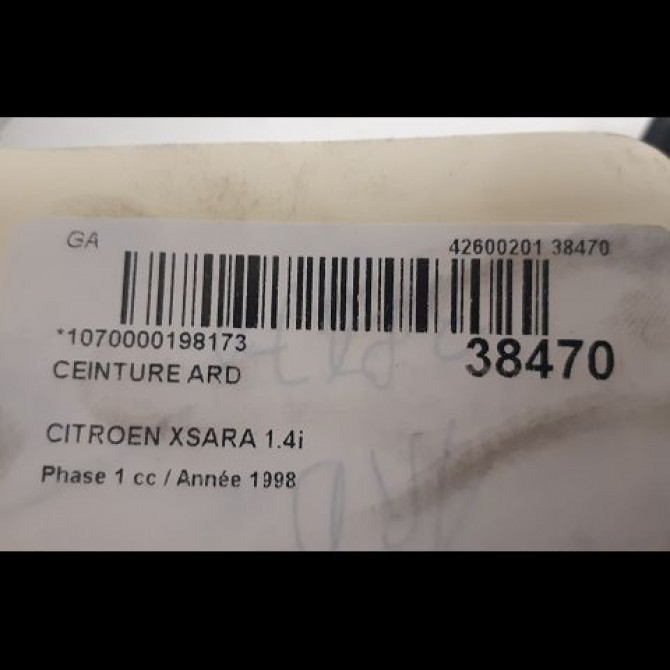 GA
42600201 38470
*1070000198173
38470
CEINTURE ARD
CITROEN XSARA 1.4i
Phase 1 cc / Année 1998